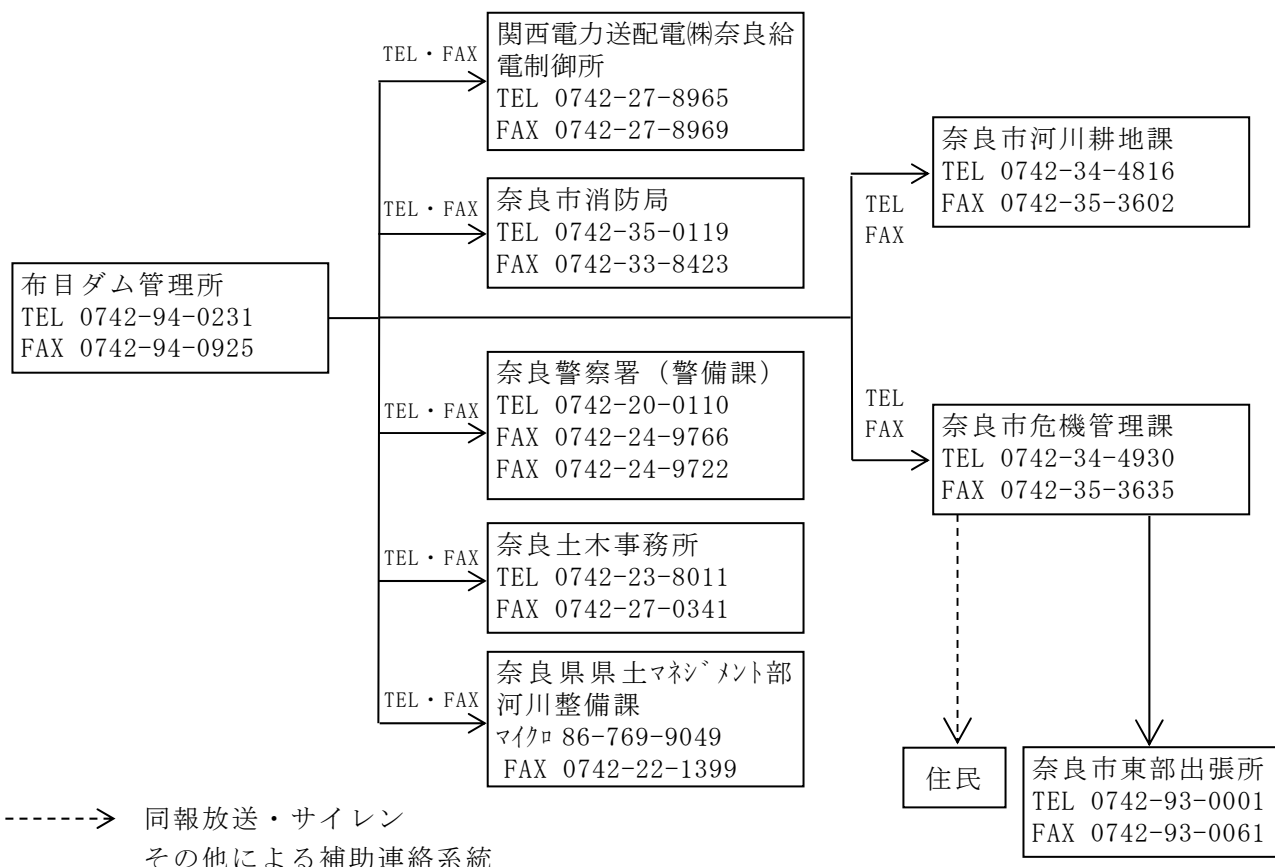 布目ダム管理所
TEL 0742-94-0231
FAX 0742-94-0925
TEL・FAX
関西電力送配電㈱奈良給
電制御所
TEL 0742-27-8965
FAX 0742-27-8969
TEL・FAX
奈良市消防局
TEL 0742-35-0119
FAX 0742-33-8423
TEL・FAX
奈良警察署（警備課）
TEL 0742-20-0110
FAX 0742-24-9766
FAX 0742-24-9722
TEL・FAX
奈良土木事務所
TEL 0742-23-8011
FAX 0742-27-0341
TEL・FAX
奈良県県土ﾏﾈｼﾞﾒﾝﾄ部
河川整備課
ﾏｲｸﾛ 86-769-9049
FAX 0742-22-1399
TEL
FAX
奈良市河川耕地課
TEL 0742-34-4816
FAX 0742-35-3602
TEL
FAX
奈良市危機管理課
TEL 0742-34-4930
FAX 0742-35-3635
住民
奈良市東部出張所
TEL 0742-93-0001
FAX 0742-93-0061
同報放送・サイレン
その他による補助連絡系統